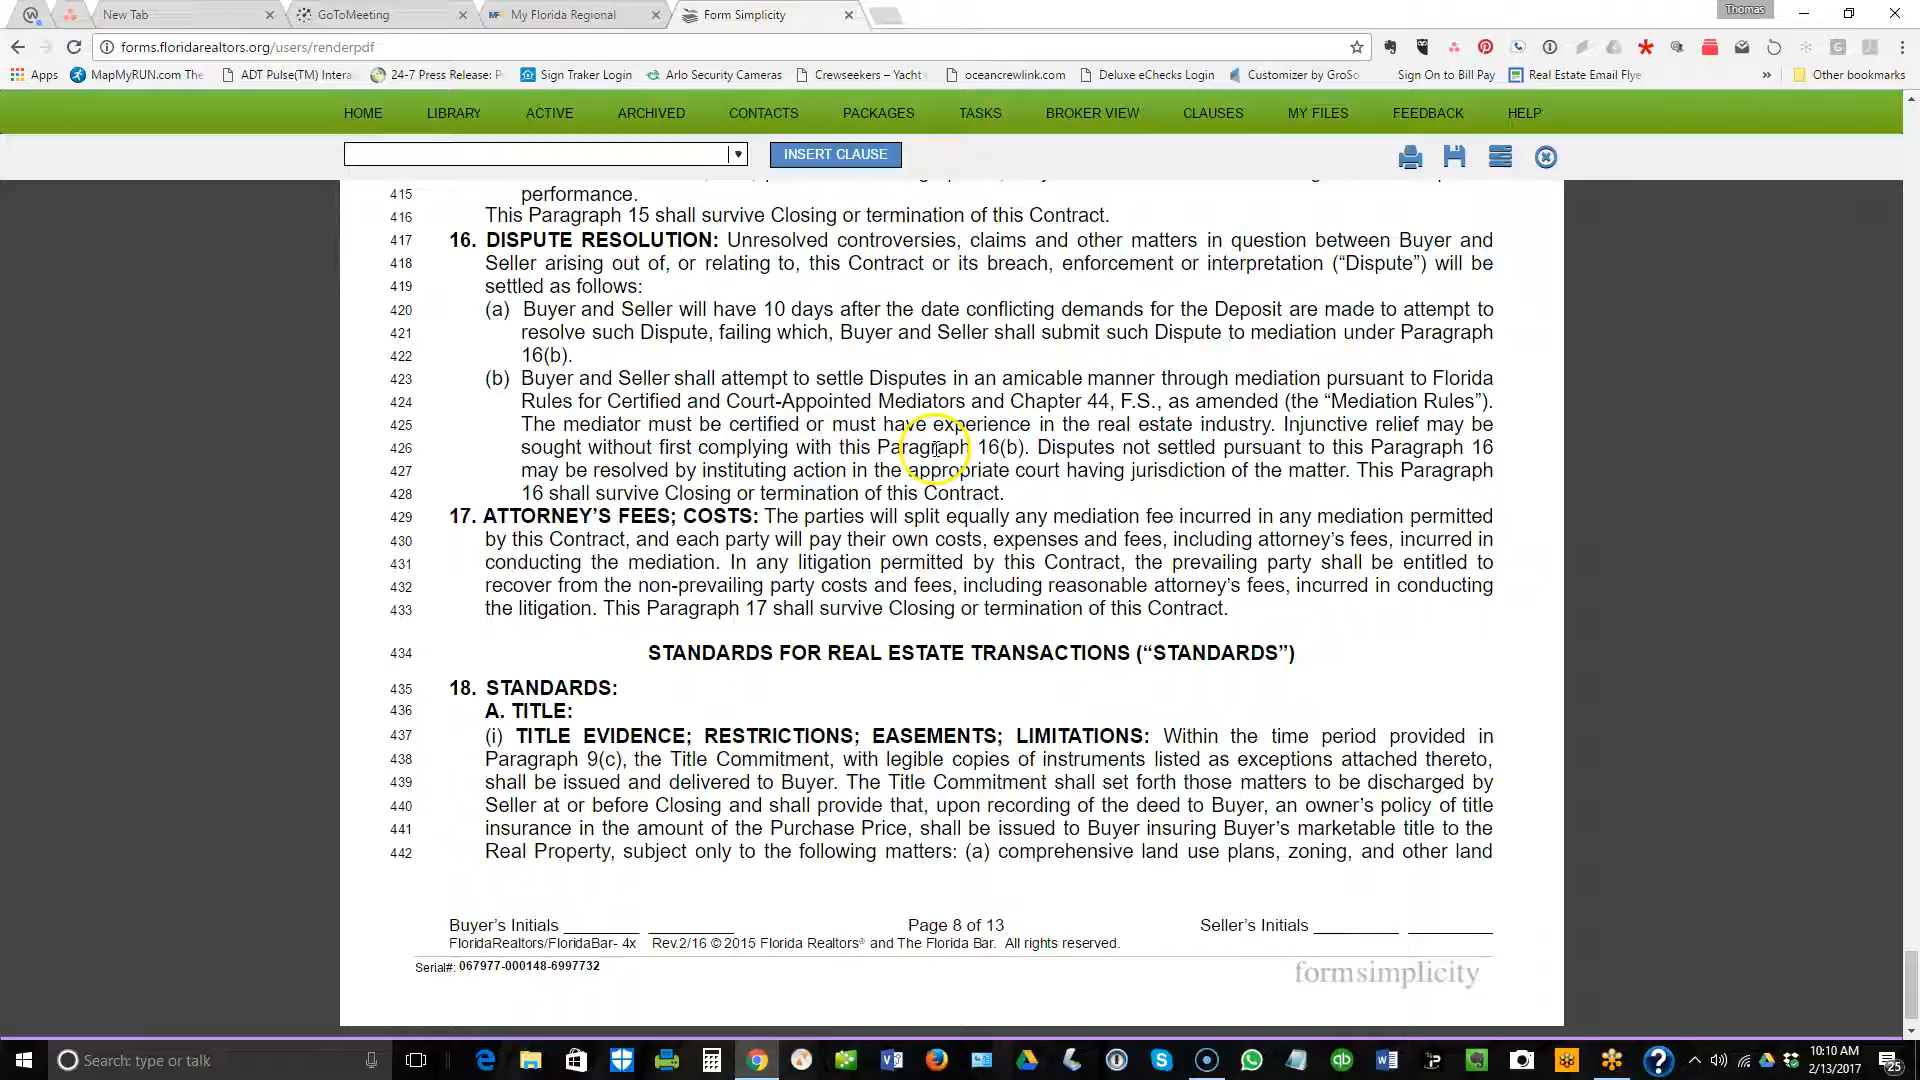 New Tab
GoToMeeting
My Florida Regional
Form Simplicity
Thomas
forms.floridarealtors.org/users/renderpdf
Apps
MapMyRUN.com The
ADT Pulse(TM) Intera
24-7 Press Release:
Sign Traker Login
Arlo Security Cameras
Crewseekers – Yacht
oceancrewlink.com
Deluxe eChecks Login
Customizer by GroSo
Sign On to Bill Pay
Real Estate Email Flye
»
Other bookmarks
HOME
LIBRARY
ACTIVE
ARCHIVED
CONTACTS
PACKAGES
TASKS
BROKER VIEW
CLAUSES
MY FILES
FEEDBACK
HELP
INSERT CLAUSE
415 performance.
416 This Paragraph 15 shall survive Closing or termination of this Contract.
417 16. DISPUTE RESOLUTION: Unresolved controversies, claims and other matters in question between Buyer and
418 Seller arising out of, or relating to, this Contract or its breach, enforcement or interpretation (“Dispute”) will be
419 settled as follows:
420 (a) Buyer and Seller will have 10 days after the date conflicting demands for the Deposit are made to attempt to
421 resolve such Dispute, failing which, Buyer and Seller shall submit such Dispute to mediation under Paragraph
422 16(b).
423 (b) Buyer and Seller shall attempt to settle Disputes in an amicable manner through mediation pursuant to Florida
424 Rules for Certified and Court-Appointed Mediators and Chapter 44, F.S., as amended (the “Mediation Rules”).
425 The mediator must be certified or must have experience in the real estate industry. Injunctive relief may be
426 sought without first complying with this Paragraph 16(b). Disputes not settled pursuant to this Paragraph 16
427 may be resolved by instituting action in the appropriate court having jurisdiction of the matter. This Paragraph
428 16 shall survive Closing or termination of this Contract.
429 17. ATTORNEY’S FEES; COSTS: The parties will split equally any mediation fee incurred in any mediation permitted
430 by this Contract, and each party will pay their own costs, expenses and fees, including attorney’s fees, incurred in
431 conducting the mediation. In any litigation permitted by this Contract, the prevailing party shall be entitled to
432 recover from the non-prevailing party costs and fees, including reasonable attorney’s fees, incurred in conducting
433 the litigation. This Paragraph 17 shall survive Closing or termination of this Contract.
434 STANDARDS FOR REAL ESTATE TRANSACTIONS (“STANDARDS”)
435 18. STANDARDS:
436 A. TITLE:
437 (i) TITLE EVIDENCE; RESTRICTIONS; EASEMENTS; LIMITATIONS: Within the time period provided in
438 Paragraph 9(c), the Title Commitment, with legible copies of instruments listed as exceptions attached thereto,
439 shall be issued and delivered to Buyer. The Title Commitment shall set forth those matters to be discharged by
440 Seller at or before Closing and shall provide that, upon recording of the deed to Buyer, an owner’s policy of title
441 insurance in the amount of the Purchase Price, shall be issued to Buyer insuring Buyer’s marketable title to the
442 Real Property, subject only to the following matters: (a) comprehensive land use plans, zoning, and other land
Buyer’s Initials ________ ________ Page 8 of 13 Seller’s Initials ________ ________
FloridaRealtors/FloridaBar- 4x Rev.2/16 © 2015 Florida Realtors® and The Florida Bar. All rights reserved.
Serial#: 067977-000148-6997732
formsimplicity
Search: type or talk
10:10 AM
2/13/2017
25